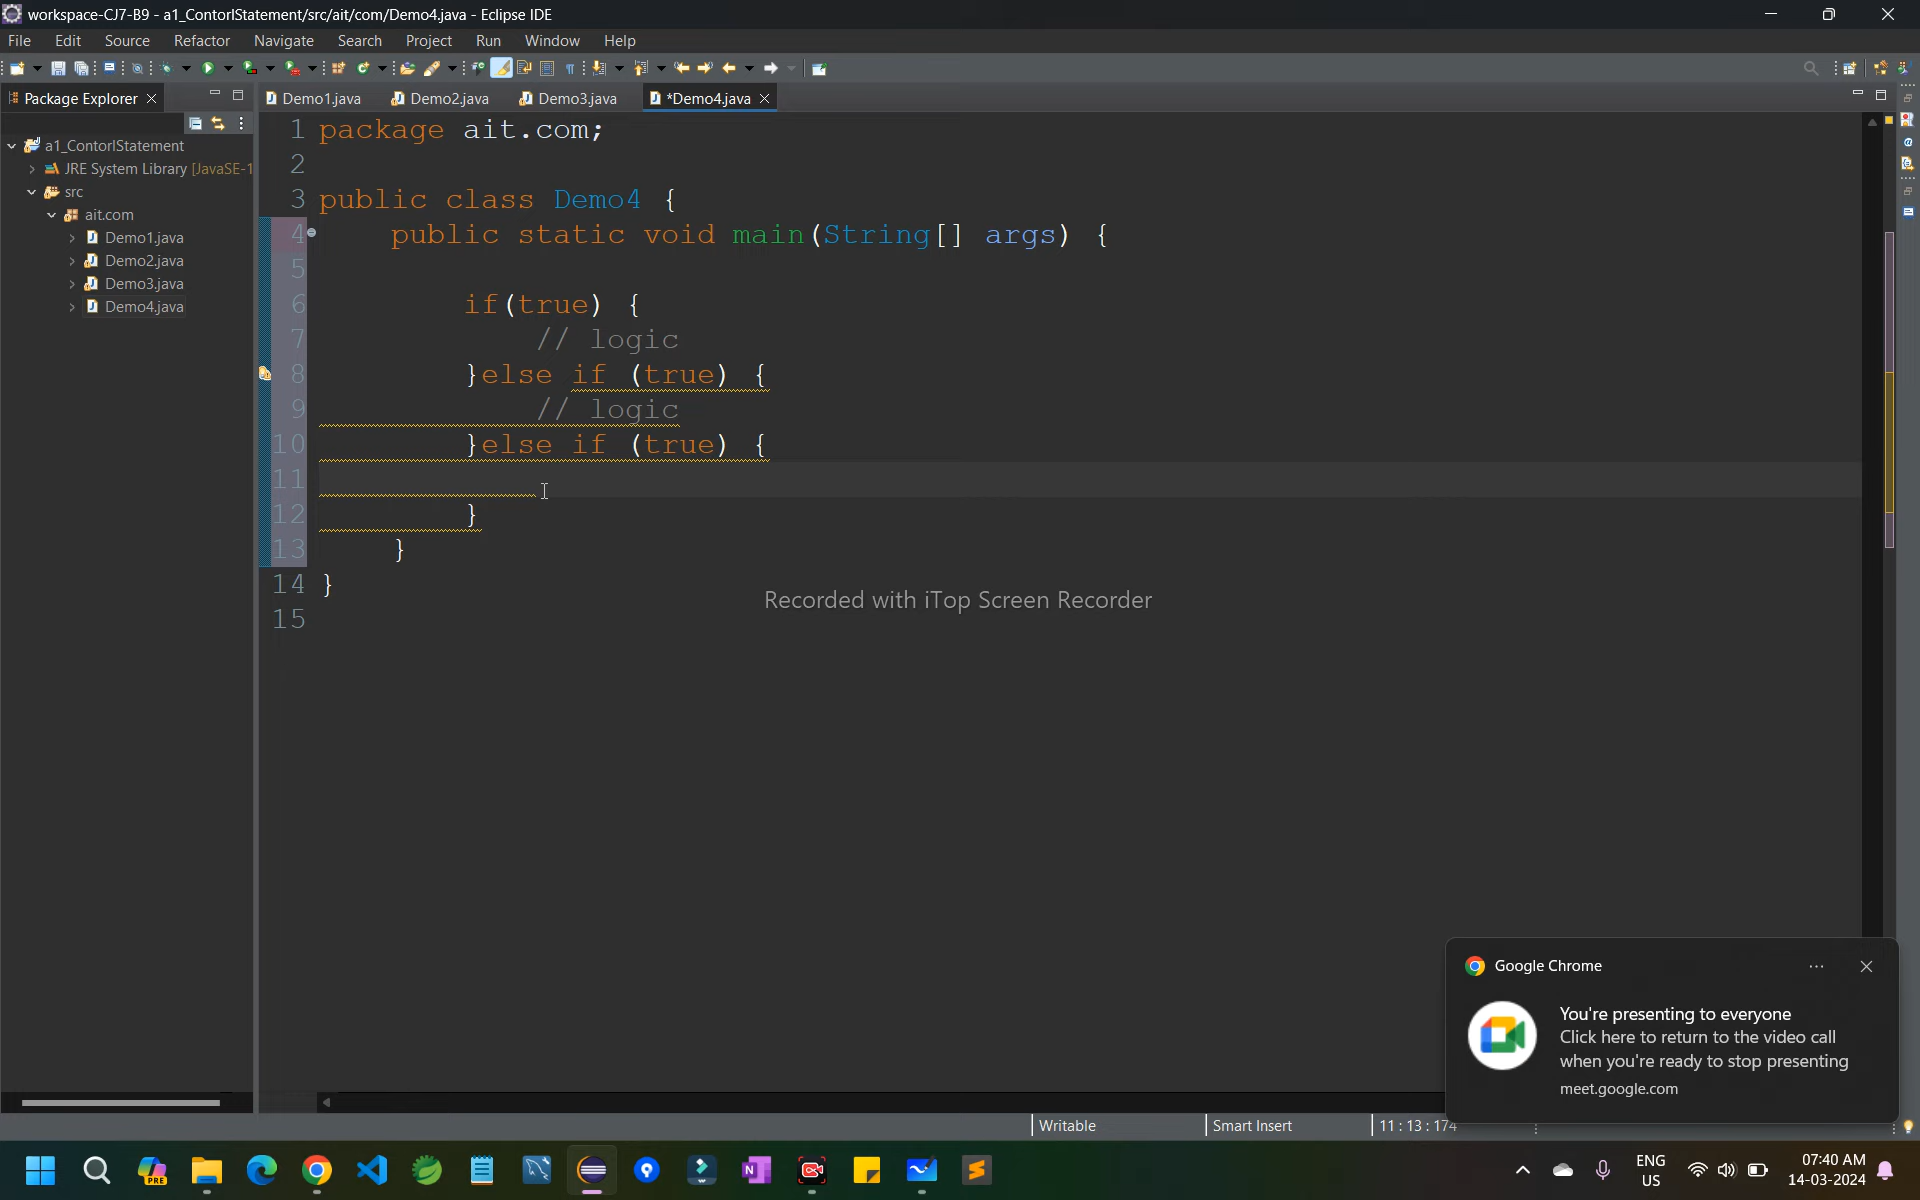 workspace-CJ7-B9 - a1_ContorlStatement/src/ait/com/Demo4.java - Eclipse IDE
File Edit Source Refactor Navigate Search Project Run Window Help
Package Explorer
Demo1.java Demo2.java Demo3.java *Demo4.java
a1_ContorlStatement
JRE System Library [JavaSE-1
src
ait.com
Demo1.java
Demo2.java
Demo3.java
Demo4.java
1 package ait.com;
2
3 public class Demo4 {
4 public static void main(String[] args) {
5
6 if(true) {
7 // logic
8 }else if (true) {
9 // logic
10 }else if (true) {
11
12 }
13 }
14 }
15
Recorded with iTop Screen Recorder
Google Chrome
You're presenting to everyone
Click here to return to the video call
when you're ready to stop presenting
meet.google.com
Writable Smart Insert 11 : 13 : 174
PRE
ENG
US
07:40 AM
14-03-2024